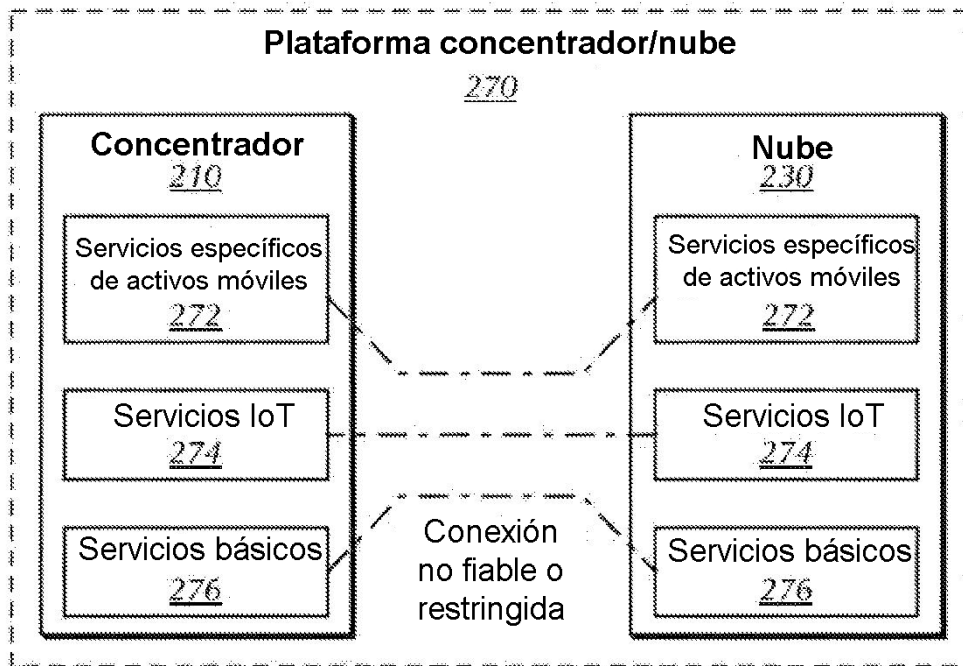 Plataforma concentrador/nube
270
Concentrador
210
Servicios específicos
de activos móviles
272
Servicios IoT
274
Servicios básicos
276
Conexión
no fiable o
restringida
Nube
230
Servicios específicos
de activos móviles
272
Servicios IoT
274
Servicios básicos
276